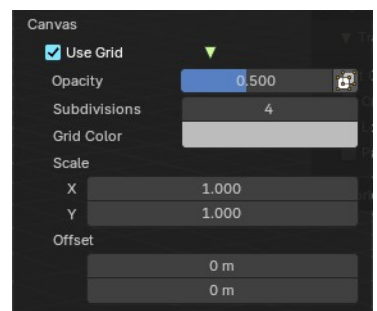 Canvas
Use Grid
Opacity 0.500
Subdivisions 4
Grid Color
Scale
X 1.000
Y 1.000
Offset
0 m
0 m